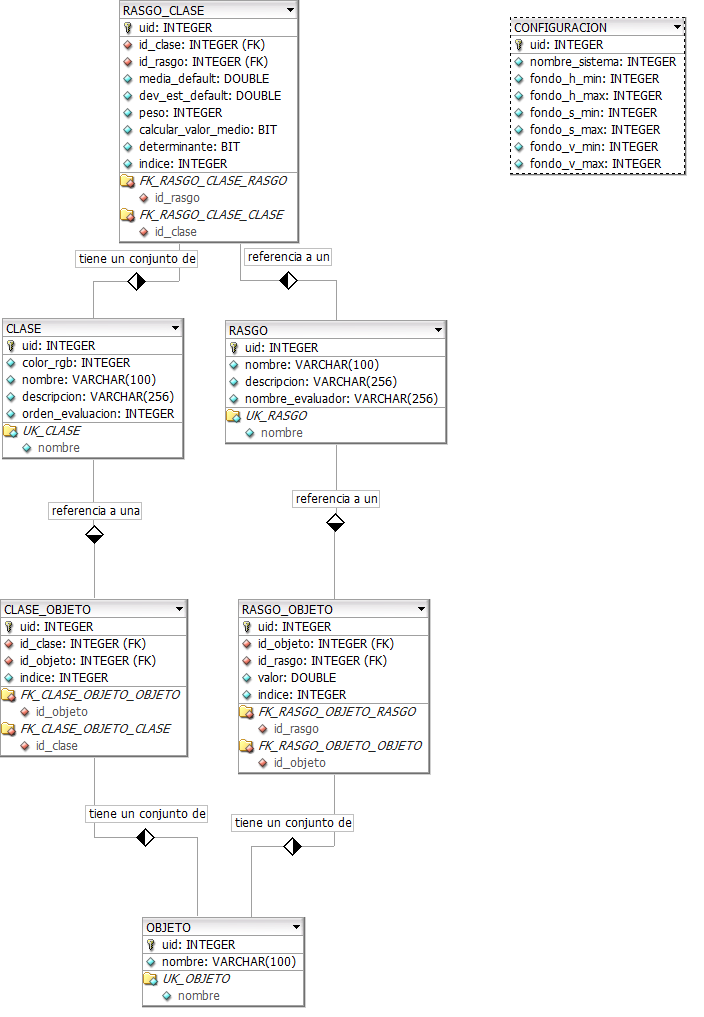 RASGO_CLASE
uid: INTEGER
id_clase: INTEGER (FK)
id_rasgo: INTEGER (FK)
media_default: DOUBLE
dev_est_default: DOUBLE
peso: INTEGER
calcular_valor_medio: BIT
determinante: BIT
indice: INTEGER
FK_RASGO_CLASE_RASGO
id_rasgo
FK_RASGO_CLASE_CLASE
id_clase
CONFIGURACION
uid: INTEGER
nombre_sistema: INTEGER
fondo_h_min: INTEGER
fondo_h_max: INTEGER
fondo_s_min: INTEGER
fondo_s_max: INTEGER
fondo_v_min: INTEGER
fondo_v_max: INTEGER
tiene un conjunto de
referencia a un
CLASE
uid: INTEGER
color_rgb: INTEGER
nombre: VARCHAR(100)
descripcion: VARCHAR(256)
orden_evaluacion: INTEGER
UK_CLASE
nombre
RASGO
uid: INTEGER
nombre: VARCHAR(100)
descripcion: VARCHAR(256)
nombre_evaluador: VARCHAR(256)
UK_RASGO
nombre
referencia a una
referencia a un
CLASE_OBJETO
uid: INTEGER
id_clase: INTEGER (FK)
id_objeto: INTEGER (FK)
indice: INTEGER
FK_CLASE_OBJETO_OBJETO
id_objeto
FK_CLASE_OBJETO_CLASE
id_clase
RASGO_OBJETO
uid: INTEGER
id_objeto: INTEGER (FK)
id_rasgo: INTEGER (FK)
valor: DOUBLE
indice: INTEGER
FK_RASGO_OBJETO_RASGO
id_rasgo
FK_RASGO_OBJETO_OBJETO
id_objeto
tiene un conjunto de
tiene un conjunto de
OBJETO
uid: INTEGER
nombre: VARCHAR(100)
UK_OBJETO
nombre